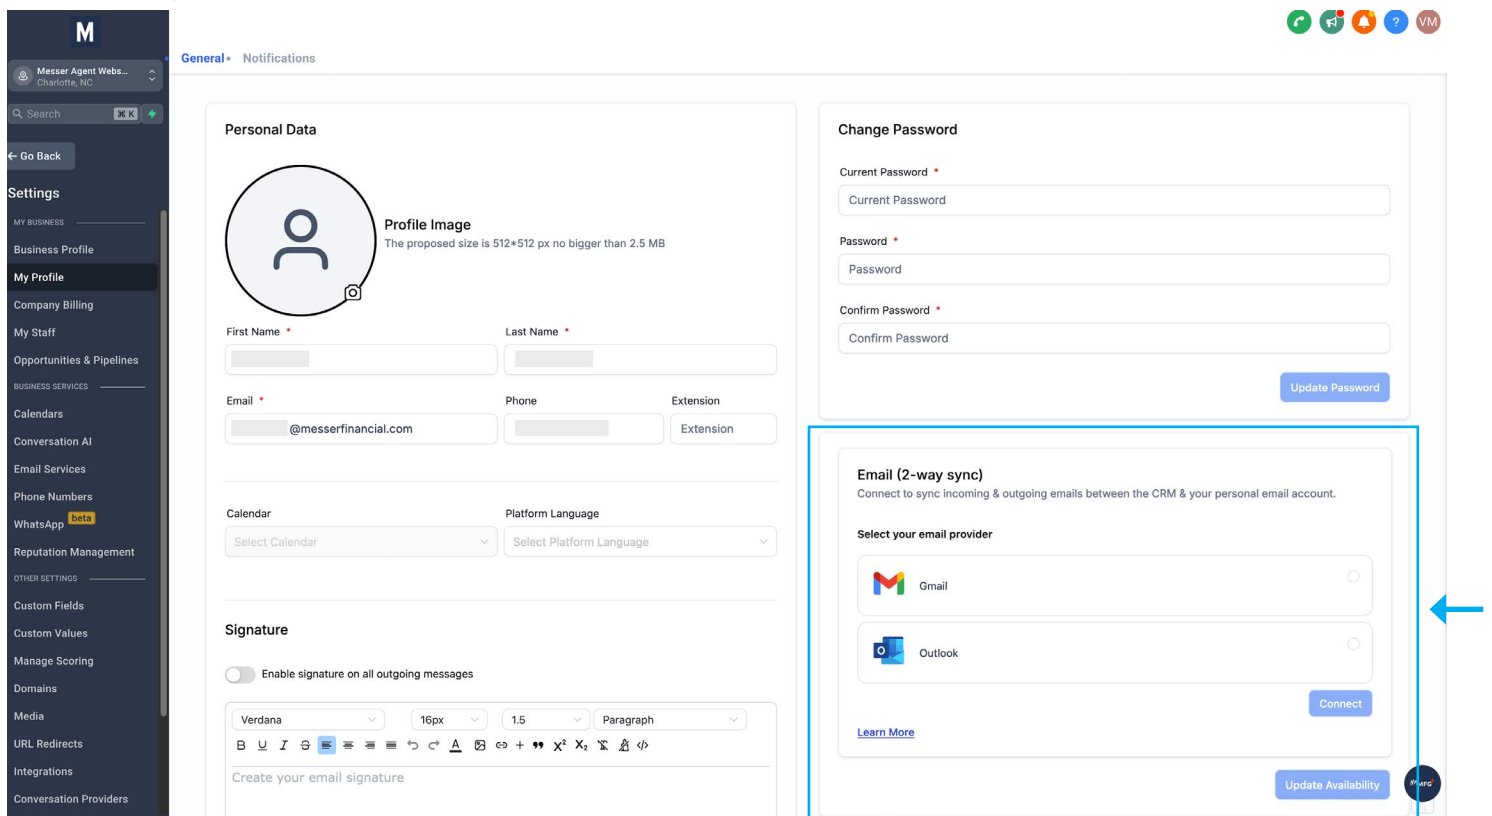 M
VM
?
Messer Agent Webs...
Charlotte, NC
Search
⌘ K
← Go Back
Settings
MY BUSINESS
Business Profile
My Profile
Company Billing
My Staff
Opportunities & Pipelines
BUSINESS SERVICES
Calendars
Conversation AI
Email Services
Phone Numbers
WhatsApp beta
Reputation Management
OTHER SETTINGS
Custom Fields
Custom Values
Manage Scoring
Domains
Media
URL Redirects
Integrations
Conversation Providers
General
Notifications
Personal Data
Profile Image
The proposed size is 512*512 px no bigger than 2.5 MB
First Name *
Last Name *
Email *
Phone
Extension
@messerfinancial.com
Extension
Calendar
Platform Language
Select Calendar
Select Platform Language
Signature
Enable signature on all outgoing messages
Verdana
16px
1.5
Paragraph
B U I S A X² X₂
Create your email signature
Change Password
Current Password *
Current Password
Password *
Password
Confirm Password *
Confirm Password
Update Password
Email (2-way sync)
Connect to sync incoming & outgoing emails between the CRM & your personal email account.
Select your email provider
Gmail
Outlook
Connect
Learn More
Update Availability